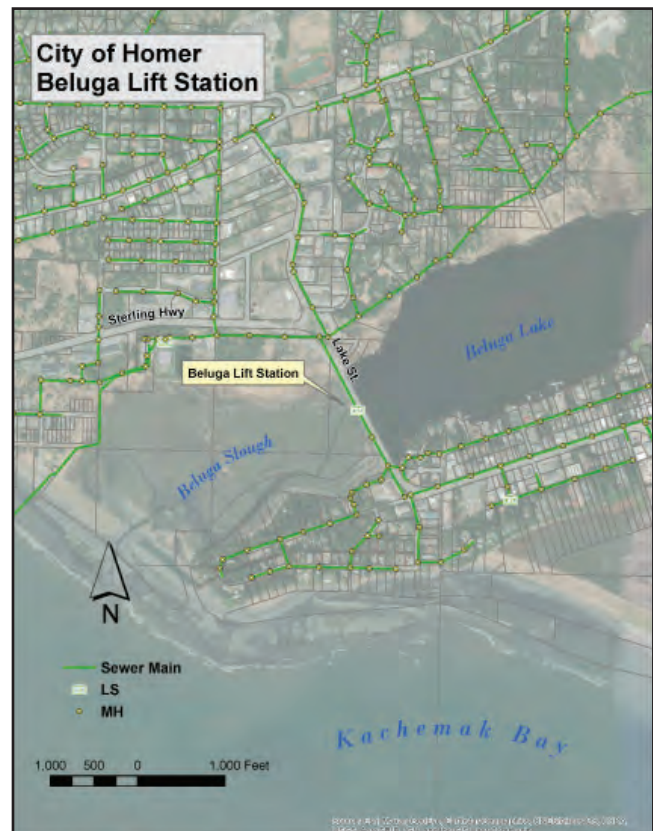 City of Homer
Beluga Lift Station
Sterling Hwy
Lake St.
Beluga Lake
Beluga Lift Station
Beluga Slough
N
Sewer Main
LS
MH
1,000 500 0 1,000 Feet
Kachemak Bay